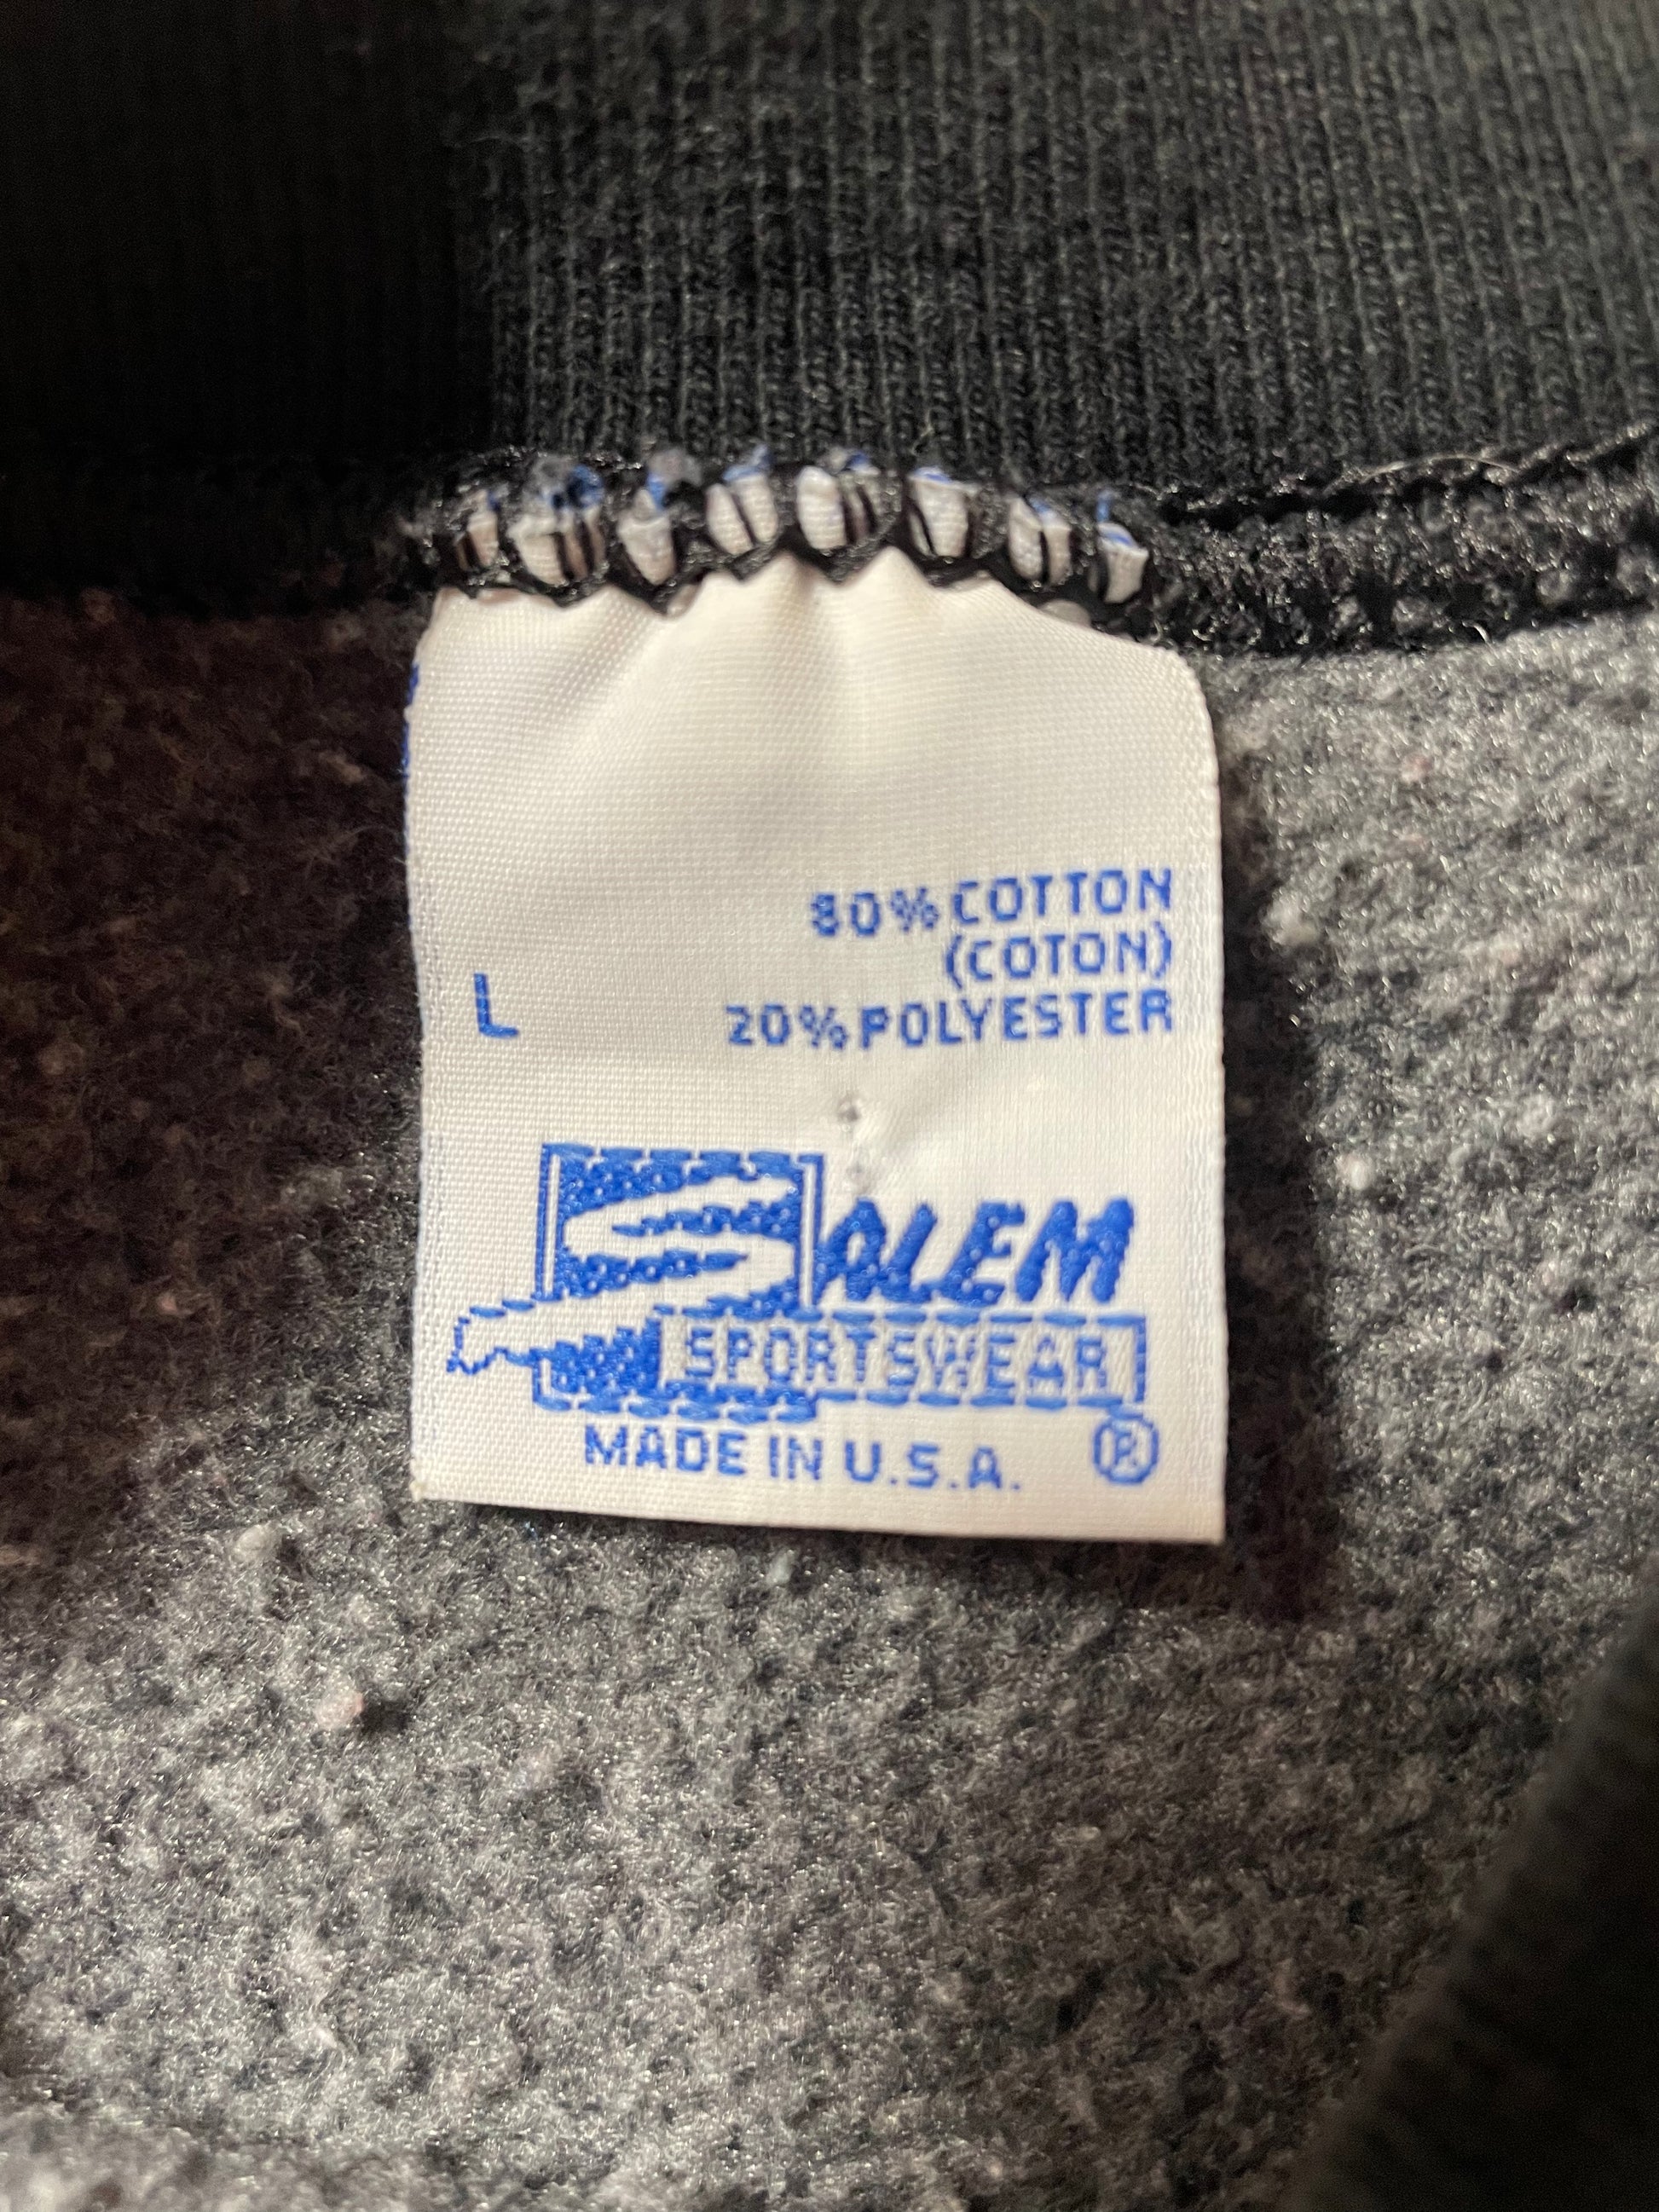 80% COTTON
(COTON)
L
20% POLYESTER
SALEM
SPORTSWEAR
MADE IN U.S.A. ®